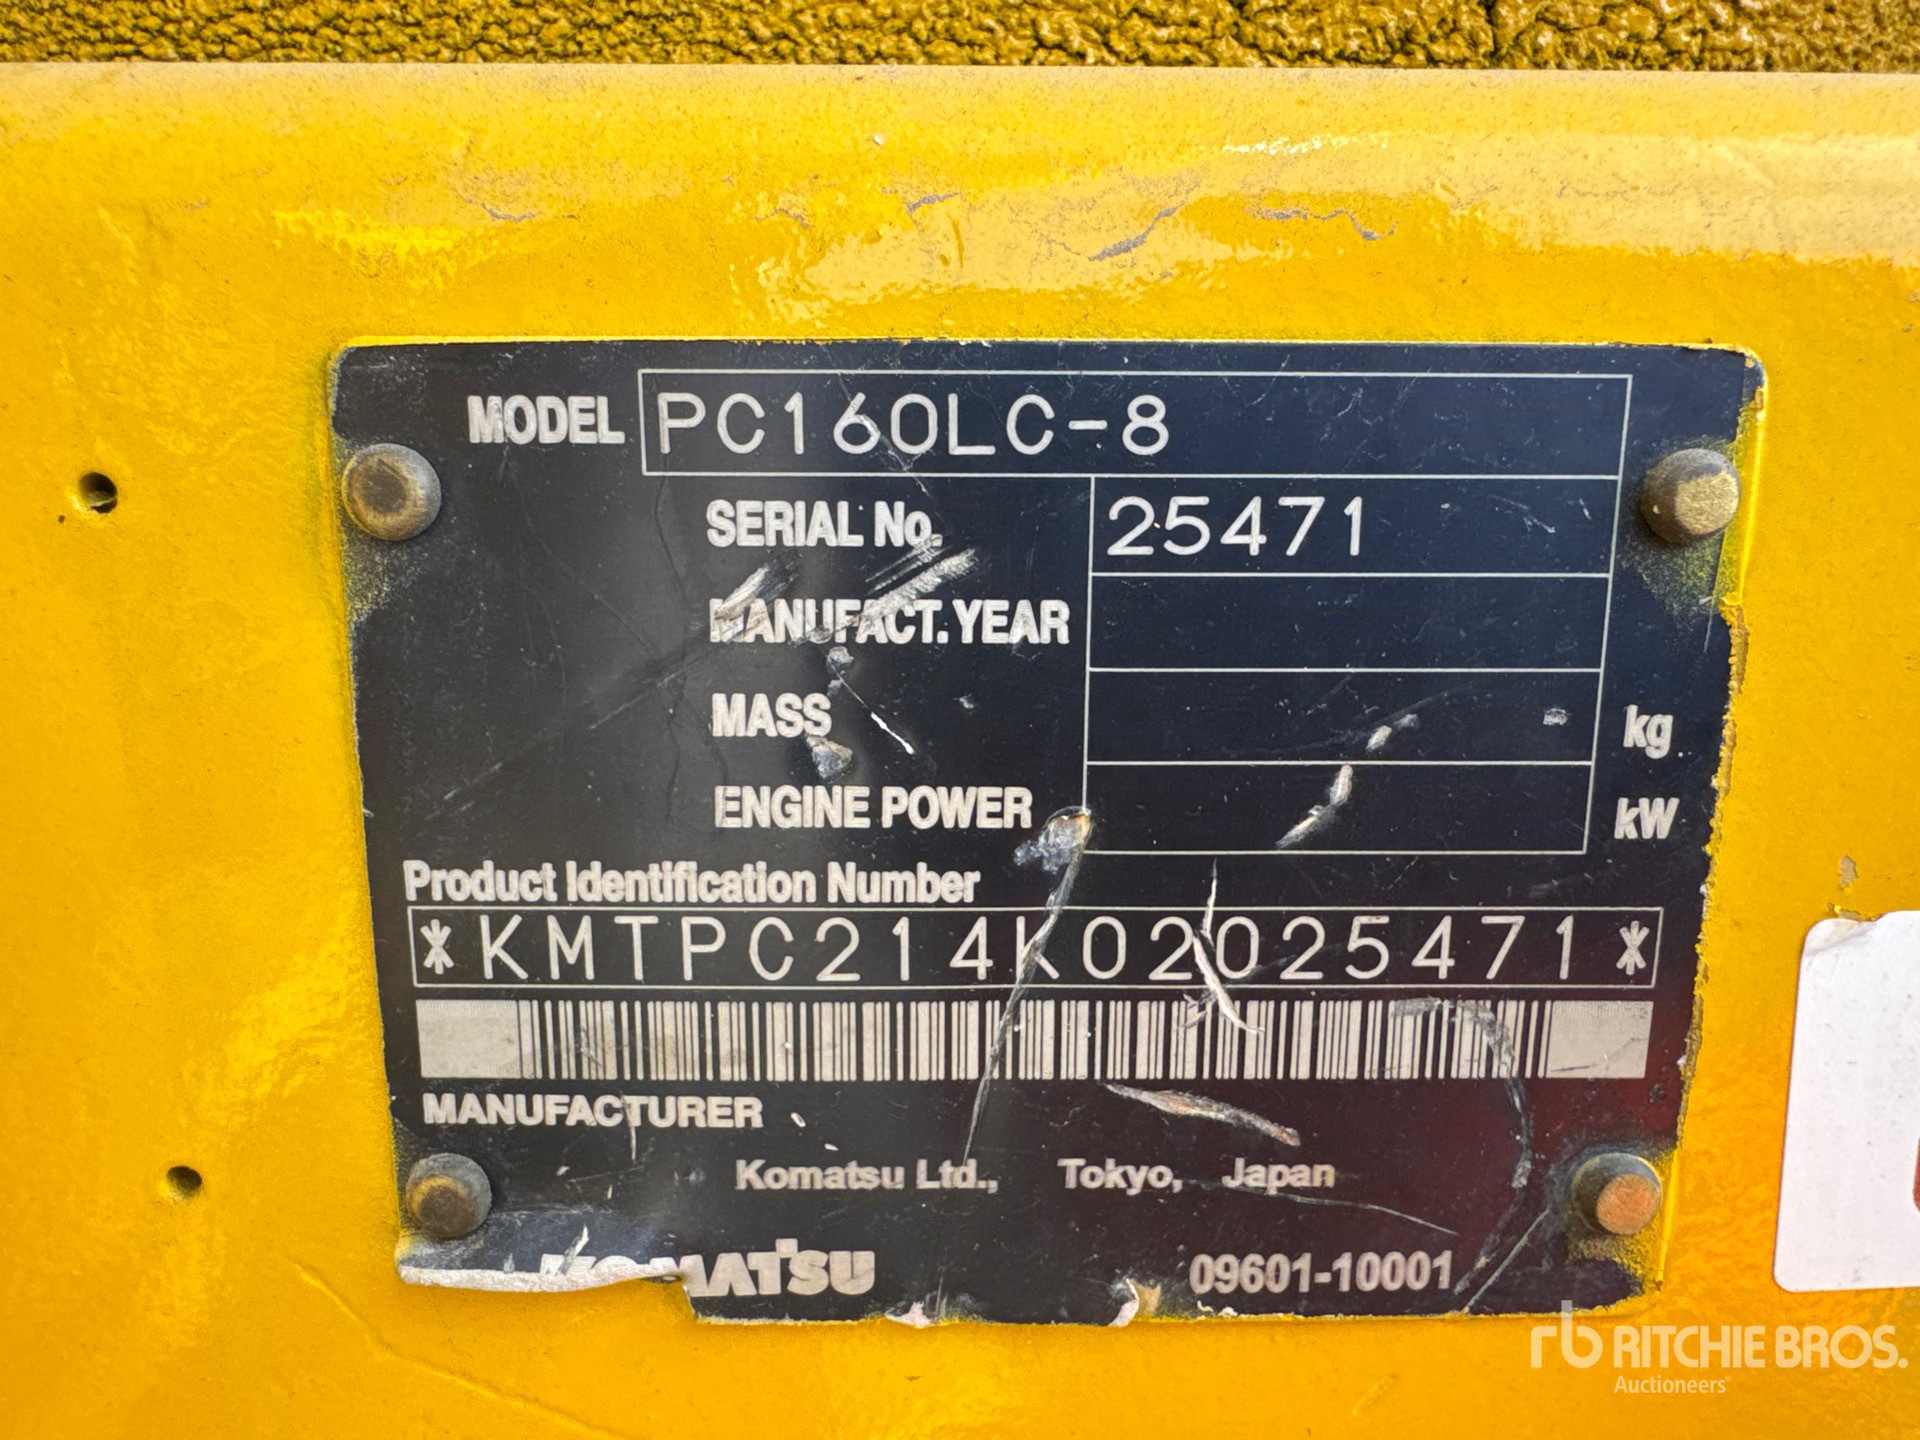 MODEL PC160LC-8
SERIAL No. 25471
MANUFACT. YEAR
MASS kg
ENGINE POWER kW
Product Identification Number
*KMTPC214K02025471*
MANUFACTURER
Komatsu Ltd., Tokyo, Japan
KOMATSU 09601-10001
rb RITCHIE BROS.
Auctioneers